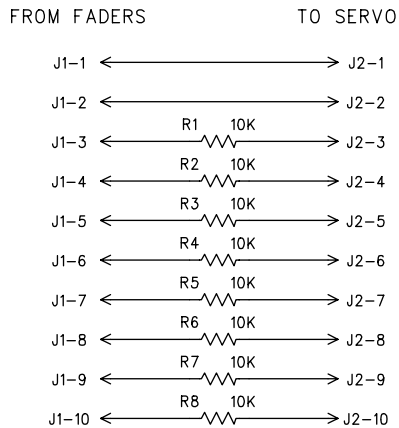 FROM FADERS TO SERVO
J1-1 J2-1
J1-2 J2-2
R1 10K
J1-3 J2-3
R2 10K
J1-4 J2-4
R3 10K
J1-5 J2-5
R4 10K
J1-6 J2-6
R5 10K
J1-7 J2-7
R6 10K
J1-8 J2-8
R7 10K
J1-9 J2-9
R8 10K
J1-10 J2-10